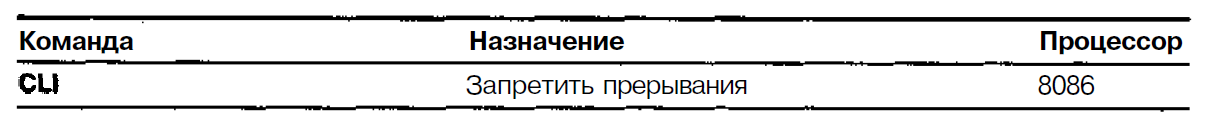 Команда Назначение Процессор
CLI Запретить прерывания 8086